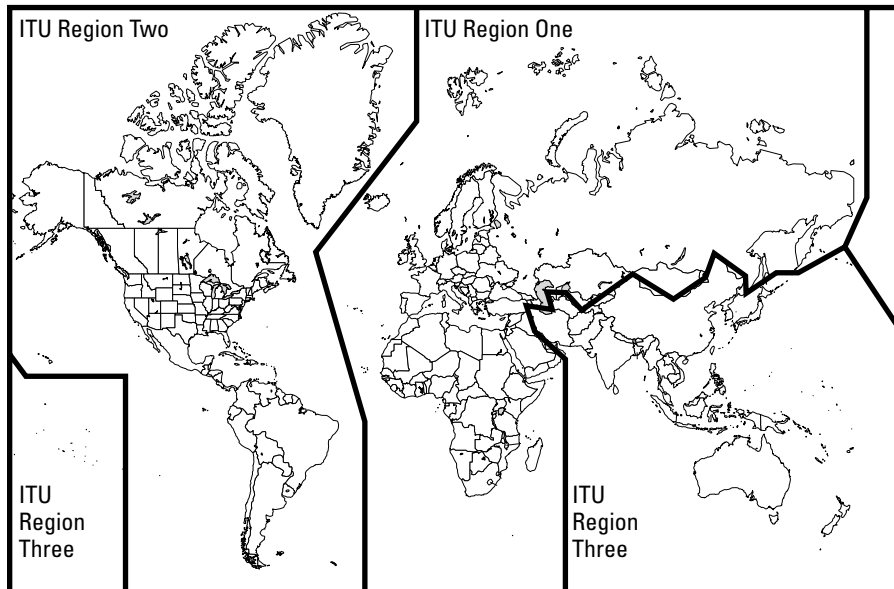 ITU Region Two
ITU Region One
ITU
Region
Three
ITU
Region
Three